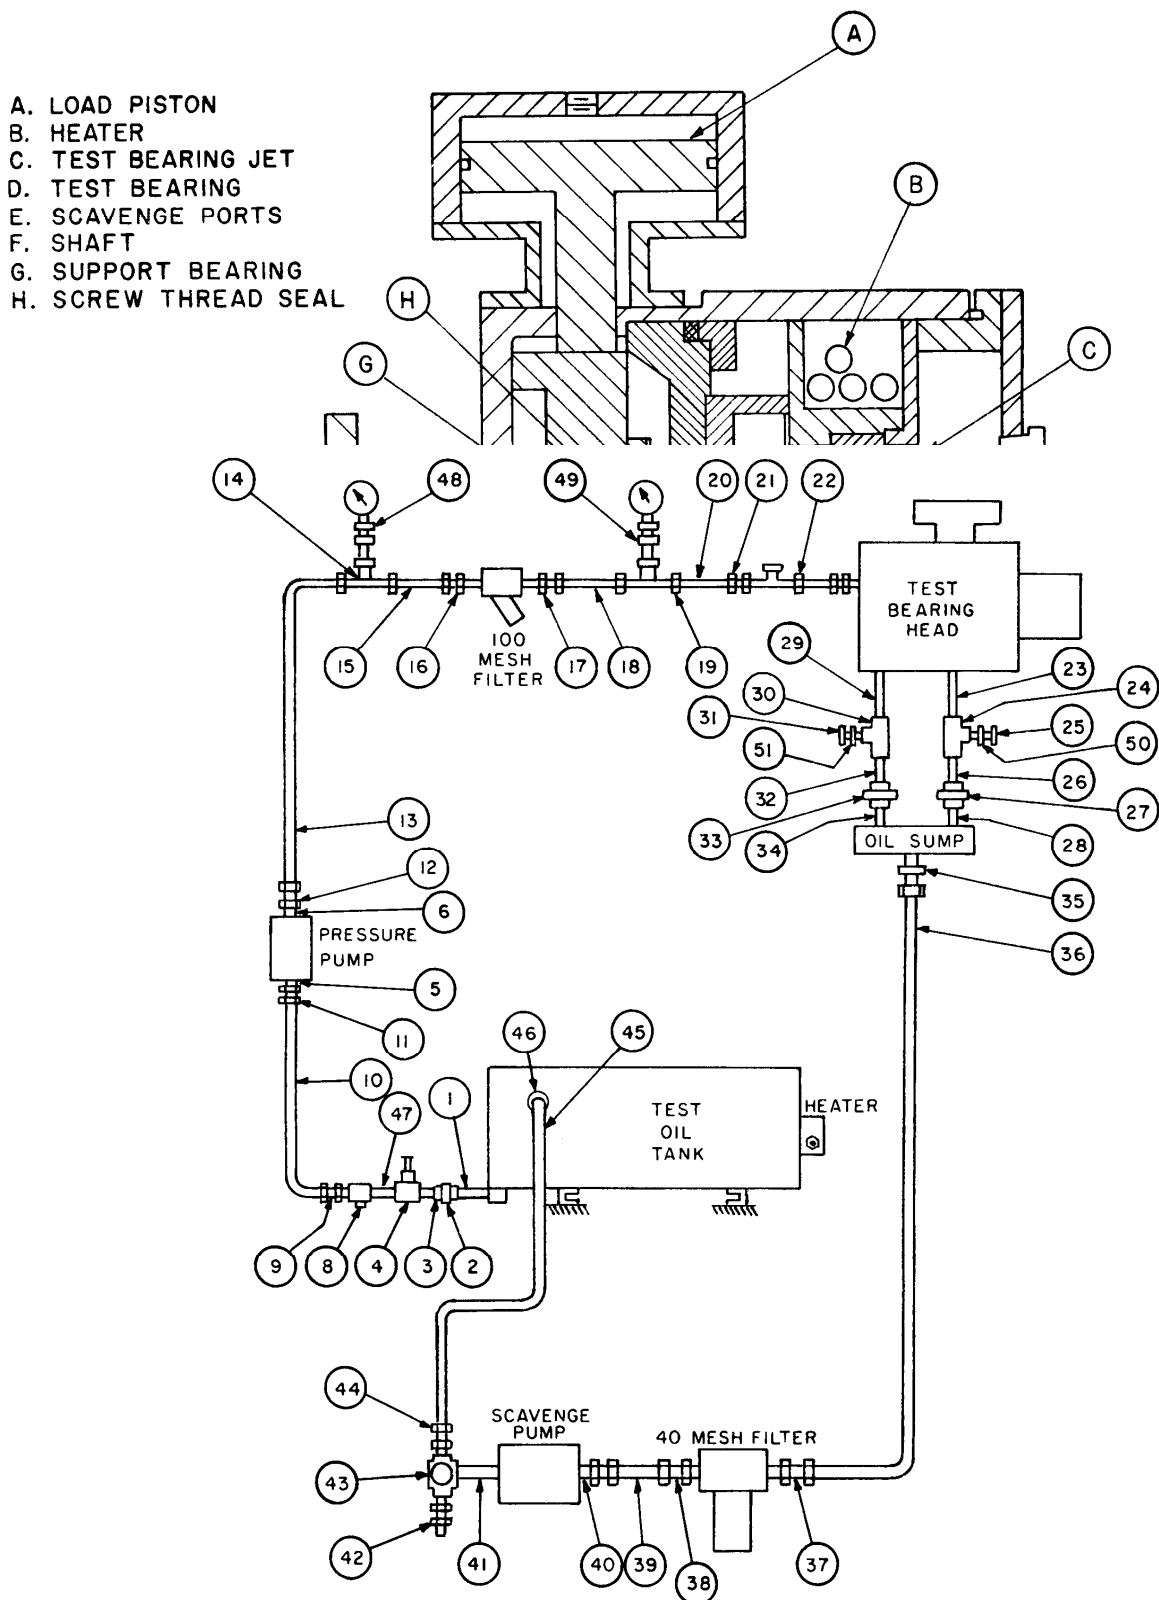 A
A. LOAD PISTON
B. HEATER
C. TEST BEARING JET
D. TEST BEARING
E. SCAVENGE PORTS
F. SHAFT
G. SUPPORT BEARING
H. SCREW THREAD SEAL
B
H
G
C
14
48
49
20
21
22
TEST
BEARING
HEAD
100
MESH
FILTER
15
16
17
18
19
29
23
30
24
31
25
51
50
32
26
33
27
34
28
OIL SUMP
13
12
6
35
PRESSURE
PUMP
36
5
11
46
45
10
47
1
TEST
OIL
TANK
HEATER
9
8
4
3
2
44
SCAVENGE
PUMP
40 MESH FILTER
43
42
41
40
39
38
37